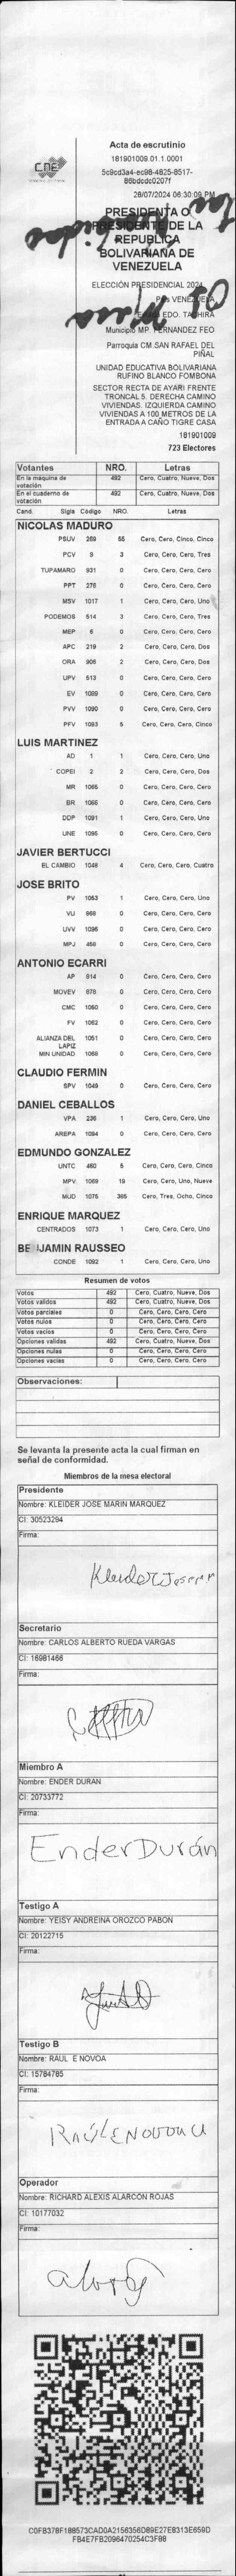 Acta de escrutinio
CNE
181901009.01.1.0001
5c9cd3a4-ec98-4825-8517-
86bdcdc0207f
28/07/2024 06:30:09 PM
PRESIDENTA O
PRESIDENTE DE LA
REPUBLICA
BOLIVARIANA DE
VENEZUELA
ELECCIÓN PRESIDENCIAL 2024
VENEZUELA
EDO. TACHIRA
Municipio MP. FERNANDEZ FEO
Parroquia CM.SAN RAFAEL DEL
PIÑAL
UNIDAD EDUCATIVA BOLIVARIANA
RUFINO BLANCO FOMBONA
SECTOR RECTA DE AYARI FRENTE
TRONCAL 5. DERECHA CAMINO
VIVIENDAS. IZQUIERDA CAMINO
VIVIENDAS A 100 METROS DE LA
ENTRADA A CAÑO TIGRE CASA
181901009
723 Electores
Votantes NRO. Letras
En la máquina de votación 492 Cero, Cuatro, Nueve, Dos
En el cuaderno de votación 492 Cero, Cuatro, Nueve, Dos
Cand. Sigla Código NRO. Letras
NICOLAS MADURO
PSUV 269 55 Cero, Cero, Cinco, Cinco
PCV 9 3 Cero, Cero, Cero, Tres
TUPAMARO 931 0 Cero, Cero, Cero, Cero
PPT 276 0 Cero, Cero, Cero, Cero
MSV 1017 1 Cero, Cero, Cero, Uno
PODEMOS 514 3 Cero, Cero, Cero, Tres
MEP 6 0 Cero, Cero, Cero, Cero
APC 219 2 Cero, Cero, Cero, Dos
ORA 906 2 Cero, Cero, Cero, Dos
UPV 513 0 Cero, Cero, Cero, Cero
EV 1089 0 Cero, Cero, Cero, Cero
PVV 1090 0 Cero, Cero, Cero, Cero
PFV 1093 5 Cero, Cero, Cero, Cinco
LUIS MARTINEZ
AD 1 1 Cero, Cero, Cero, Uno
COPEI 2 2 Cero, Cero, Cero, Dos
MR 1065 0 Cero, Cero, Cero, Cero
BR 1066 0 Cero, Cero, Cero, Cero
DDP 1091 1 Cero, Cero, Cero, Uno
UNE 1095 0 Cero, Cero, Cero, Cero
JAVIER BERTUCCI
EL CAMBIO 1048 4 Cero, Cero, Cero, Cuatro
JOSE BRITO
PV 1053 1 Cero, Cero, Cero, Uno
VU 968 0 Cero, Cero, Cero, Cero
UVV 1096 0 Cero, Cero, Cero, Cero
MPJ 458 0 Cero, Cero, Cero, Cero
ANTONIO ECARRI
AP 914 0 Cero, Cero, Cero, Cero
MOVEV 676 0 Cero, Cero, Cero, Cero
CMC 1050 0 Cero, Cero, Cero, Cero
FV 1062 0 Cero, Cero, Cero, Cero
ALIANZA DEL LAPIZ 1051 0 Cero, Cero, Cero, Cero
MIN UNIDAD 1068 0 Cero, Cero, Cero, Cero
CLAUDIO FERMIN
SPV 1049 0 Cero, Cero, Cero, Cero
DANIEL CEBALLOS
VPA 236 1 Cero, Cero, Cero, Uno
AREPA 1094 0 Cero, Cero, Cero, Cero
EDMUNDO GONZALEZ
UNTC 460 5 Cero, Cero, Cero, Cinco
MPV 1069 19 Cero, Cero, Uno, Nueve
MUD 1075 385 Cero, Tres, Ocho, Cinco
ENRIQUE MARQUEZ
CENTRADOS 1073 1 Cero, Cero, Cero, Uno
BENJAMIN RAUSSEO
CONDE 1092 1 Cero, Cero, Cero, Uno
Resumen de votos
Votos 492 Cero, Cuatro, Nueve, Dos
Votos validos 492 Cero, Cuatro, Nueve, Dos
Votos parciales 0 Cero, Cero, Cero, Cero
Votos nulos 0 Cero, Cero, Cero, Cero
Votos vacios 0 Cero, Cero, Cero, Cero
Opciones validas 492 Cero, Cuatro, Nueve, Dos
Opciones nulas 0 Cero, Cero, Cero, Cero
Opciones vacias 0 Cero, Cero, Cero, Cero
Observaciones:
Se levanta la presente acta la cual firman en
señal de conformidad.
Miembros de la mesa electoral
Presidente
Nombre: KLEIDER JOSE MARIN MARQUEZ
CI: 30523294
Firma:
Kleider Jose
Secretario
Nombre: CARLOS ALBERTO RUEDA VARGAS
CI: 16981466
Firma:
Miembro A
Nombre: ENDER DURAN
CI: 20733772
Firma:
Ender Durán
Testigo A
Nombre: YEISY ANDREINA OROZCO PABON
CI: 20122715
Firma:
Testigo B
Nombre: RAUL E NOVOA
CI: 15784785
Firma:
RAÚL E NOVOA
Operador
Nombre: RICHARD ALEXIS ALARCON ROJAS
CI: 10177032
Firma:
C0FB378F188573CAD0A2156356D89E27E8313E659D
FB4E7FB2096470254C3F88